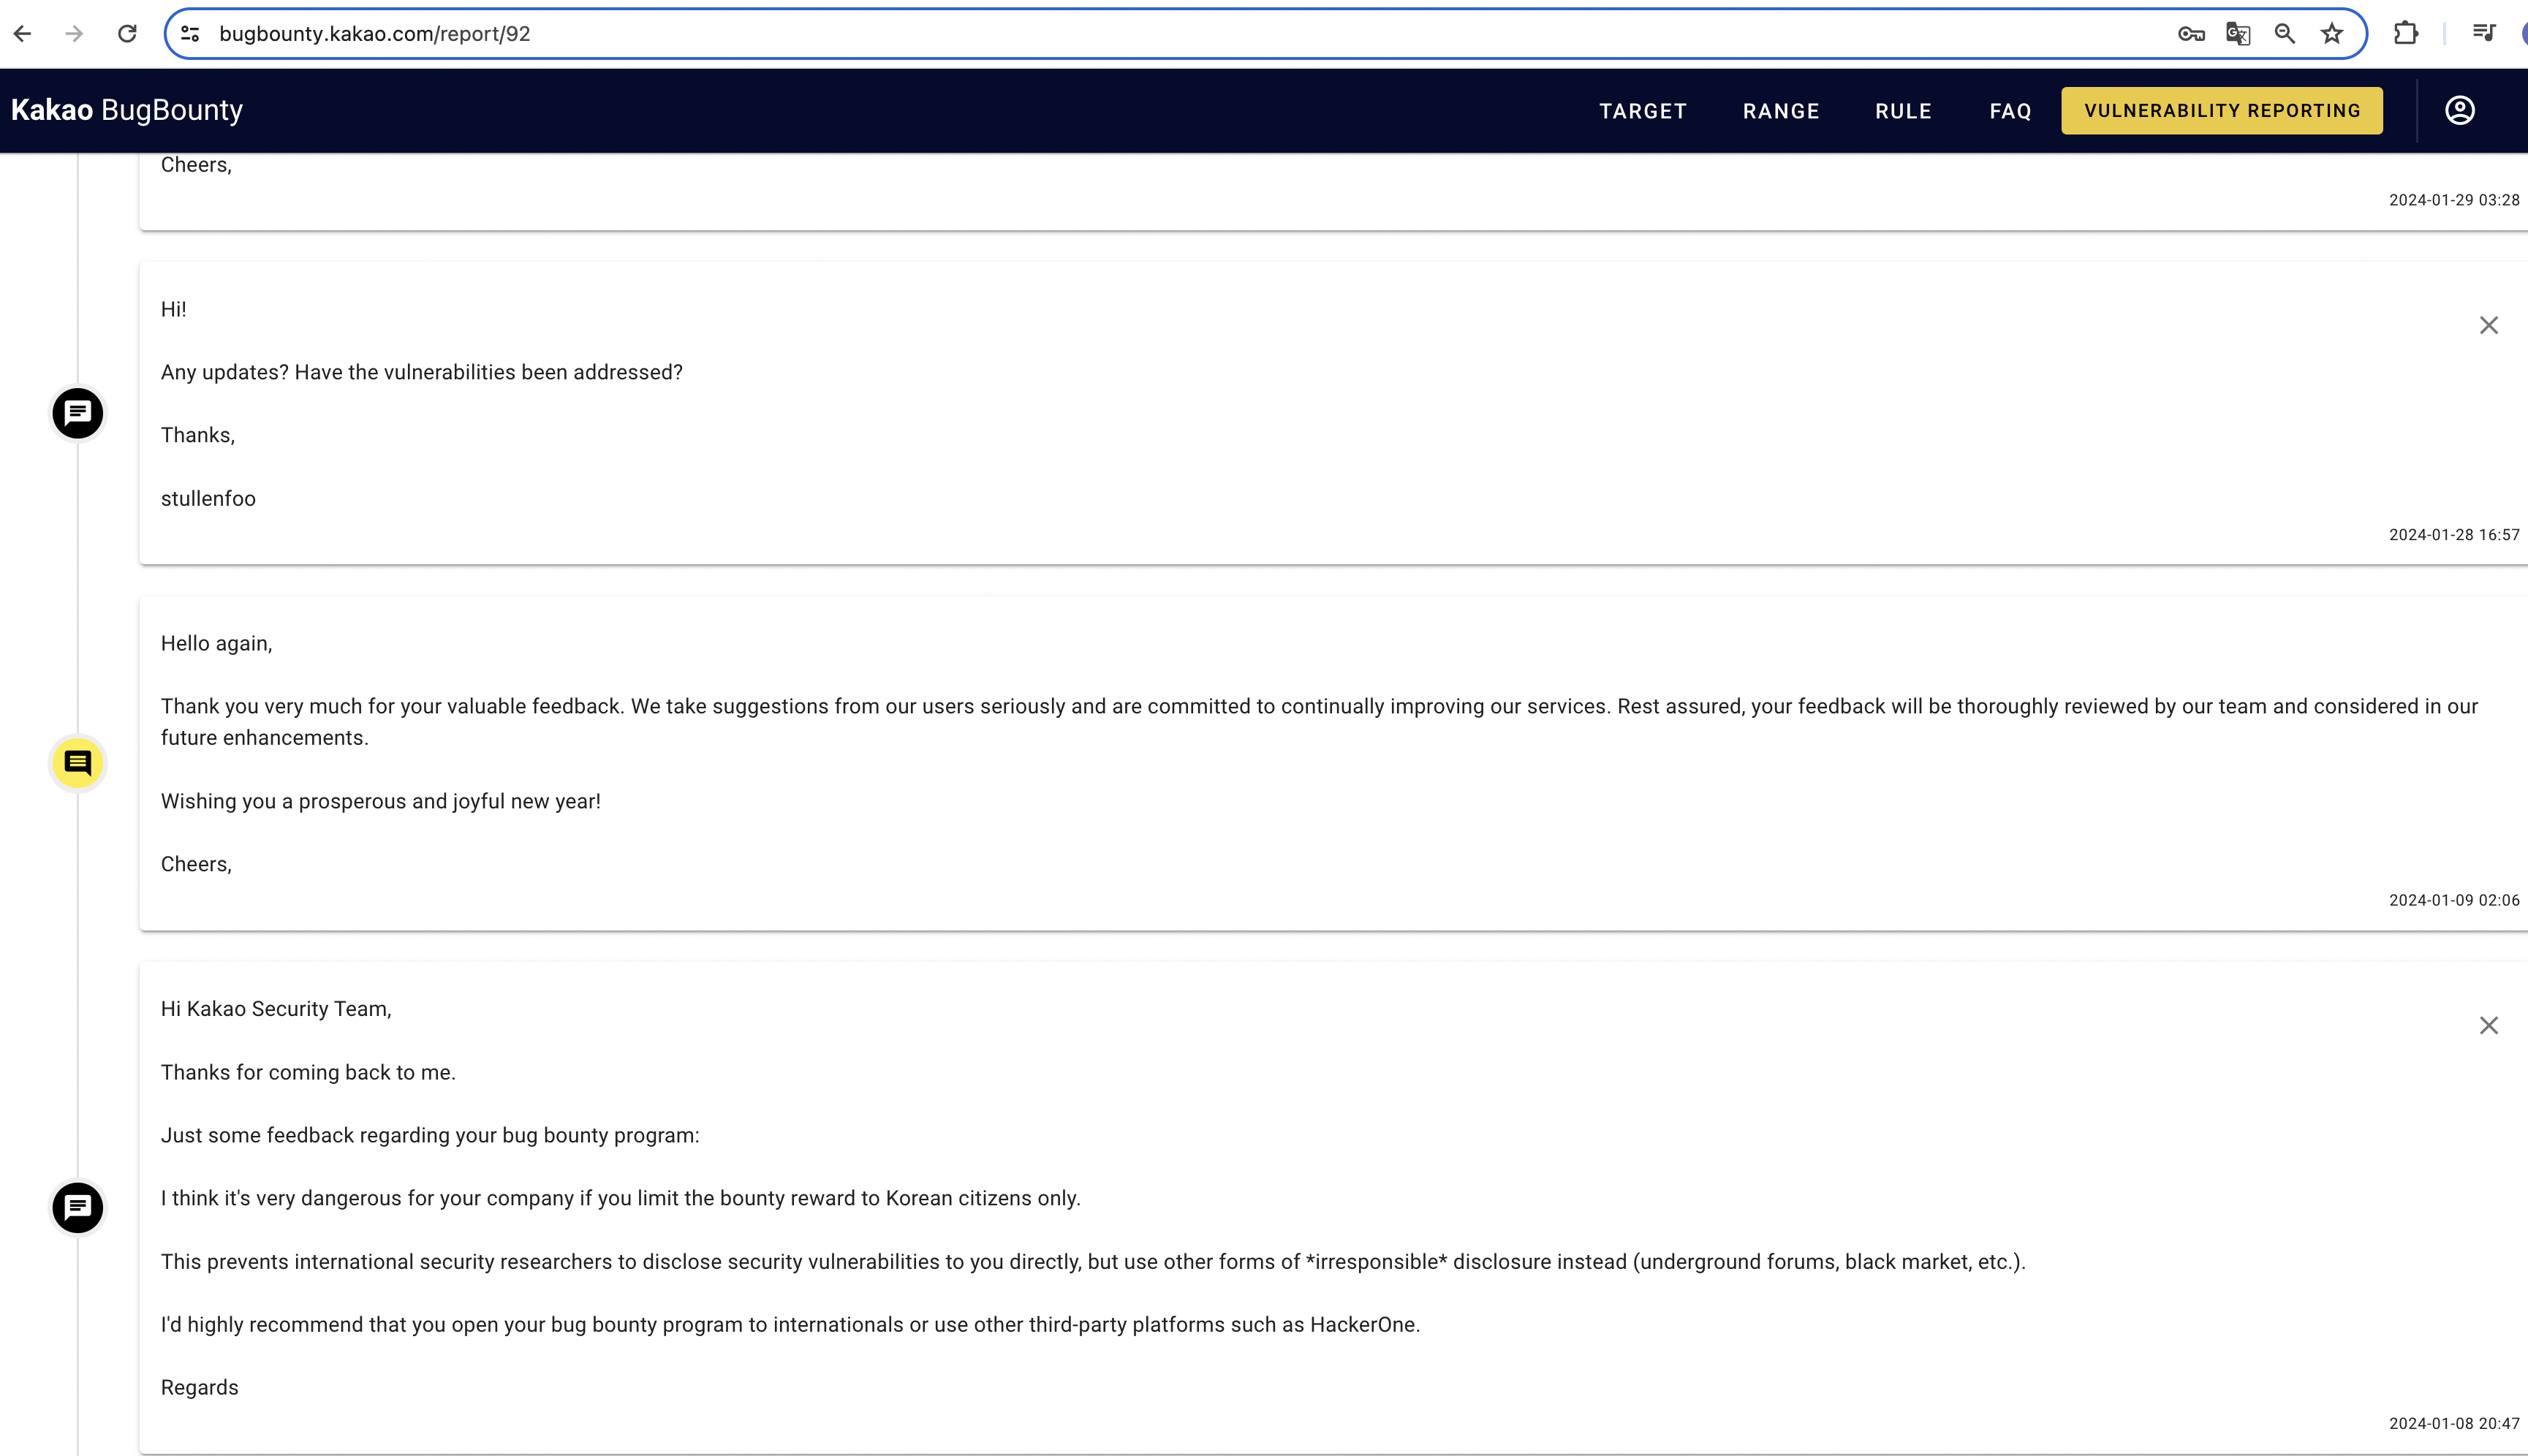 bugbounty.kakao.com/report/92
Kakao BugBounty
TARGET
RANGE
RULE
FAQ
VULNERABILITY REPORTING
Cheers,
2024-01-29 03:28
Hi!
Any updates? Have the vulnerabilities been addressed?
Thanks,
stullenfoo
2024-01-28 16:57
Hello again,
Thank you very much for your valuable feedback. We take suggestions from our users seriously and are committed to continually improving our services. Rest assured, your feedback will be thoroughly reviewed by our team and considered in our
future enhancements.
Wishing you a prosperous and joyful new year!
Cheers,
2024-01-09 02:06
Hi Kakao Security Team,
Thanks for coming back to me.
Just some feedback regarding your bug bounty program:
I think it's very dangerous for your company if you limit the bounty reward to Korean citizens only.
This prevents international security researchers to disclose security vulnerabilities to you directly, but use other forms of *irresponsible* disclosure instead (underground forums, black market, etc.).
I'd highly recommend that you open your bug bounty program to internationals or use other third-party platforms such as HackerOne.
Regards
2024-01-08 20:47